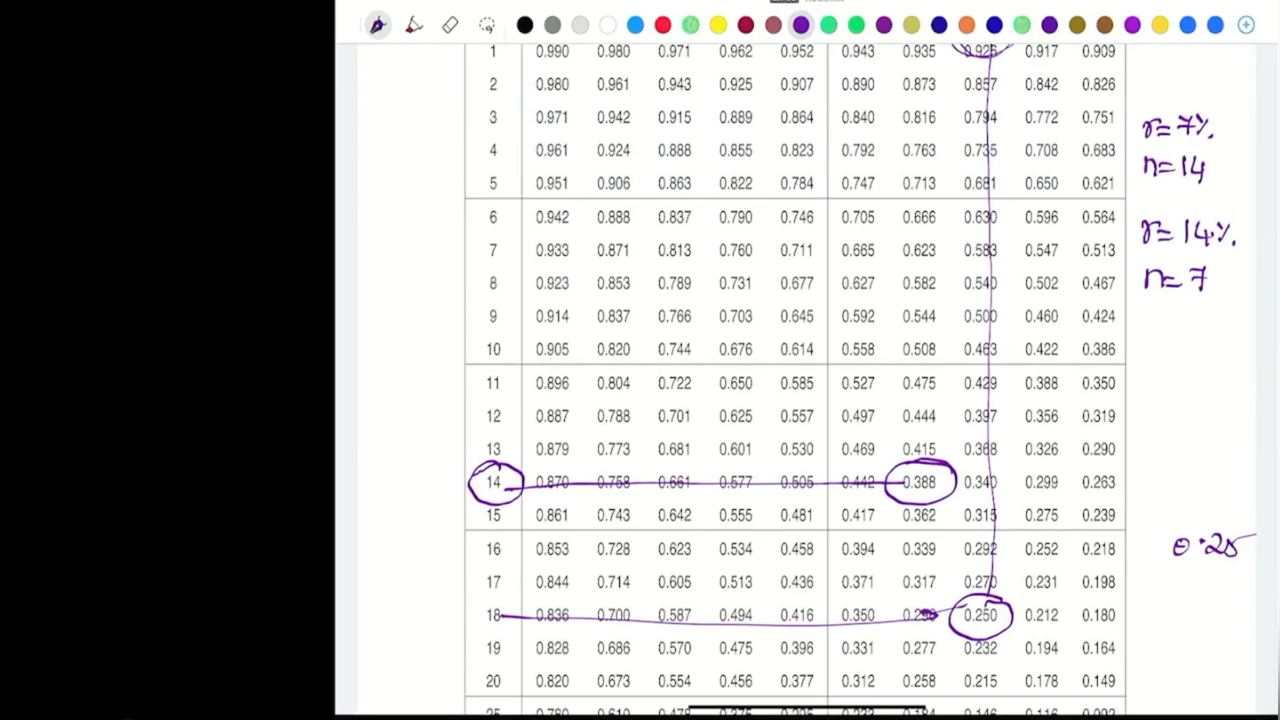 1 0.990 0.980 0.971 0.962 0.952 0.943 0.935 0.926 0.917 0.909
2 0.980 0.961 0.943 0.925 0.907 0.890 0.873 0.857 0.842 0.826
3 0.971 0.942 0.915 0.889 0.864 0.840 0.816 0.794 0.772 0.751
4 0.961 0.924 0.888 0.855 0.823 0.792 0.763 0.735 0.708 0.683
5 0.951 0.906 0.863 0.822 0.784 0.747 0.713 0.681 0.650 0.621
6 0.942 0.888 0.837 0.790 0.746 0.705 0.666 0.630 0.596 0.564
7 0.933 0.871 0.813 0.760 0.711 0.665 0.623 0.583 0.547 0.513
8 0.923 0.853 0.789 0.731 0.677 0.627 0.582 0.540 0.502 0.467
9 0.914 0.837 0.766 0.703 0.645 0.592 0.544 0.500 0.460 0.424
10 0.905 0.820 0.744 0.676 0.614 0.558 0.508 0.463 0.422 0.386
11 0.896 0.804 0.722 0.650 0.585 0.527 0.475 0.429 0.388 0.350
12 0.887 0.788 0.701 0.625 0.557 0.497 0.444 0.397 0.356 0.319
13 0.879 0.773 0.681 0.601 0.530 0.469 0.415 0.368 0.326 0.290
14 0.870 0.758 0.661 0.577 0.505 0.442 0.388 0.340 0.299 0.263
15 0.861 0.743 0.642 0.555 0.481 0.417 0.362 0.315 0.275 0.239
16 0.853 0.728 0.623 0.534 0.458 0.394 0.339 0.292 0.252 0.218
17 0.844 0.714 0.605 0.513 0.436 0.371 0.317 0.270 0.231 0.198
18 0.836 0.700 0.587 0.494 0.416 0.350 0.250 0.212 0.180
19 0.828 0.686 0.570 0.475 0.396 0.331 0.277 0.232 0.194 0.164
20 0.820 0.673 0.554 0.456 0.377 0.312 0.258 0.215 0.178 0.149
r=7%.
n=14
r=14%.
n=7
0.25